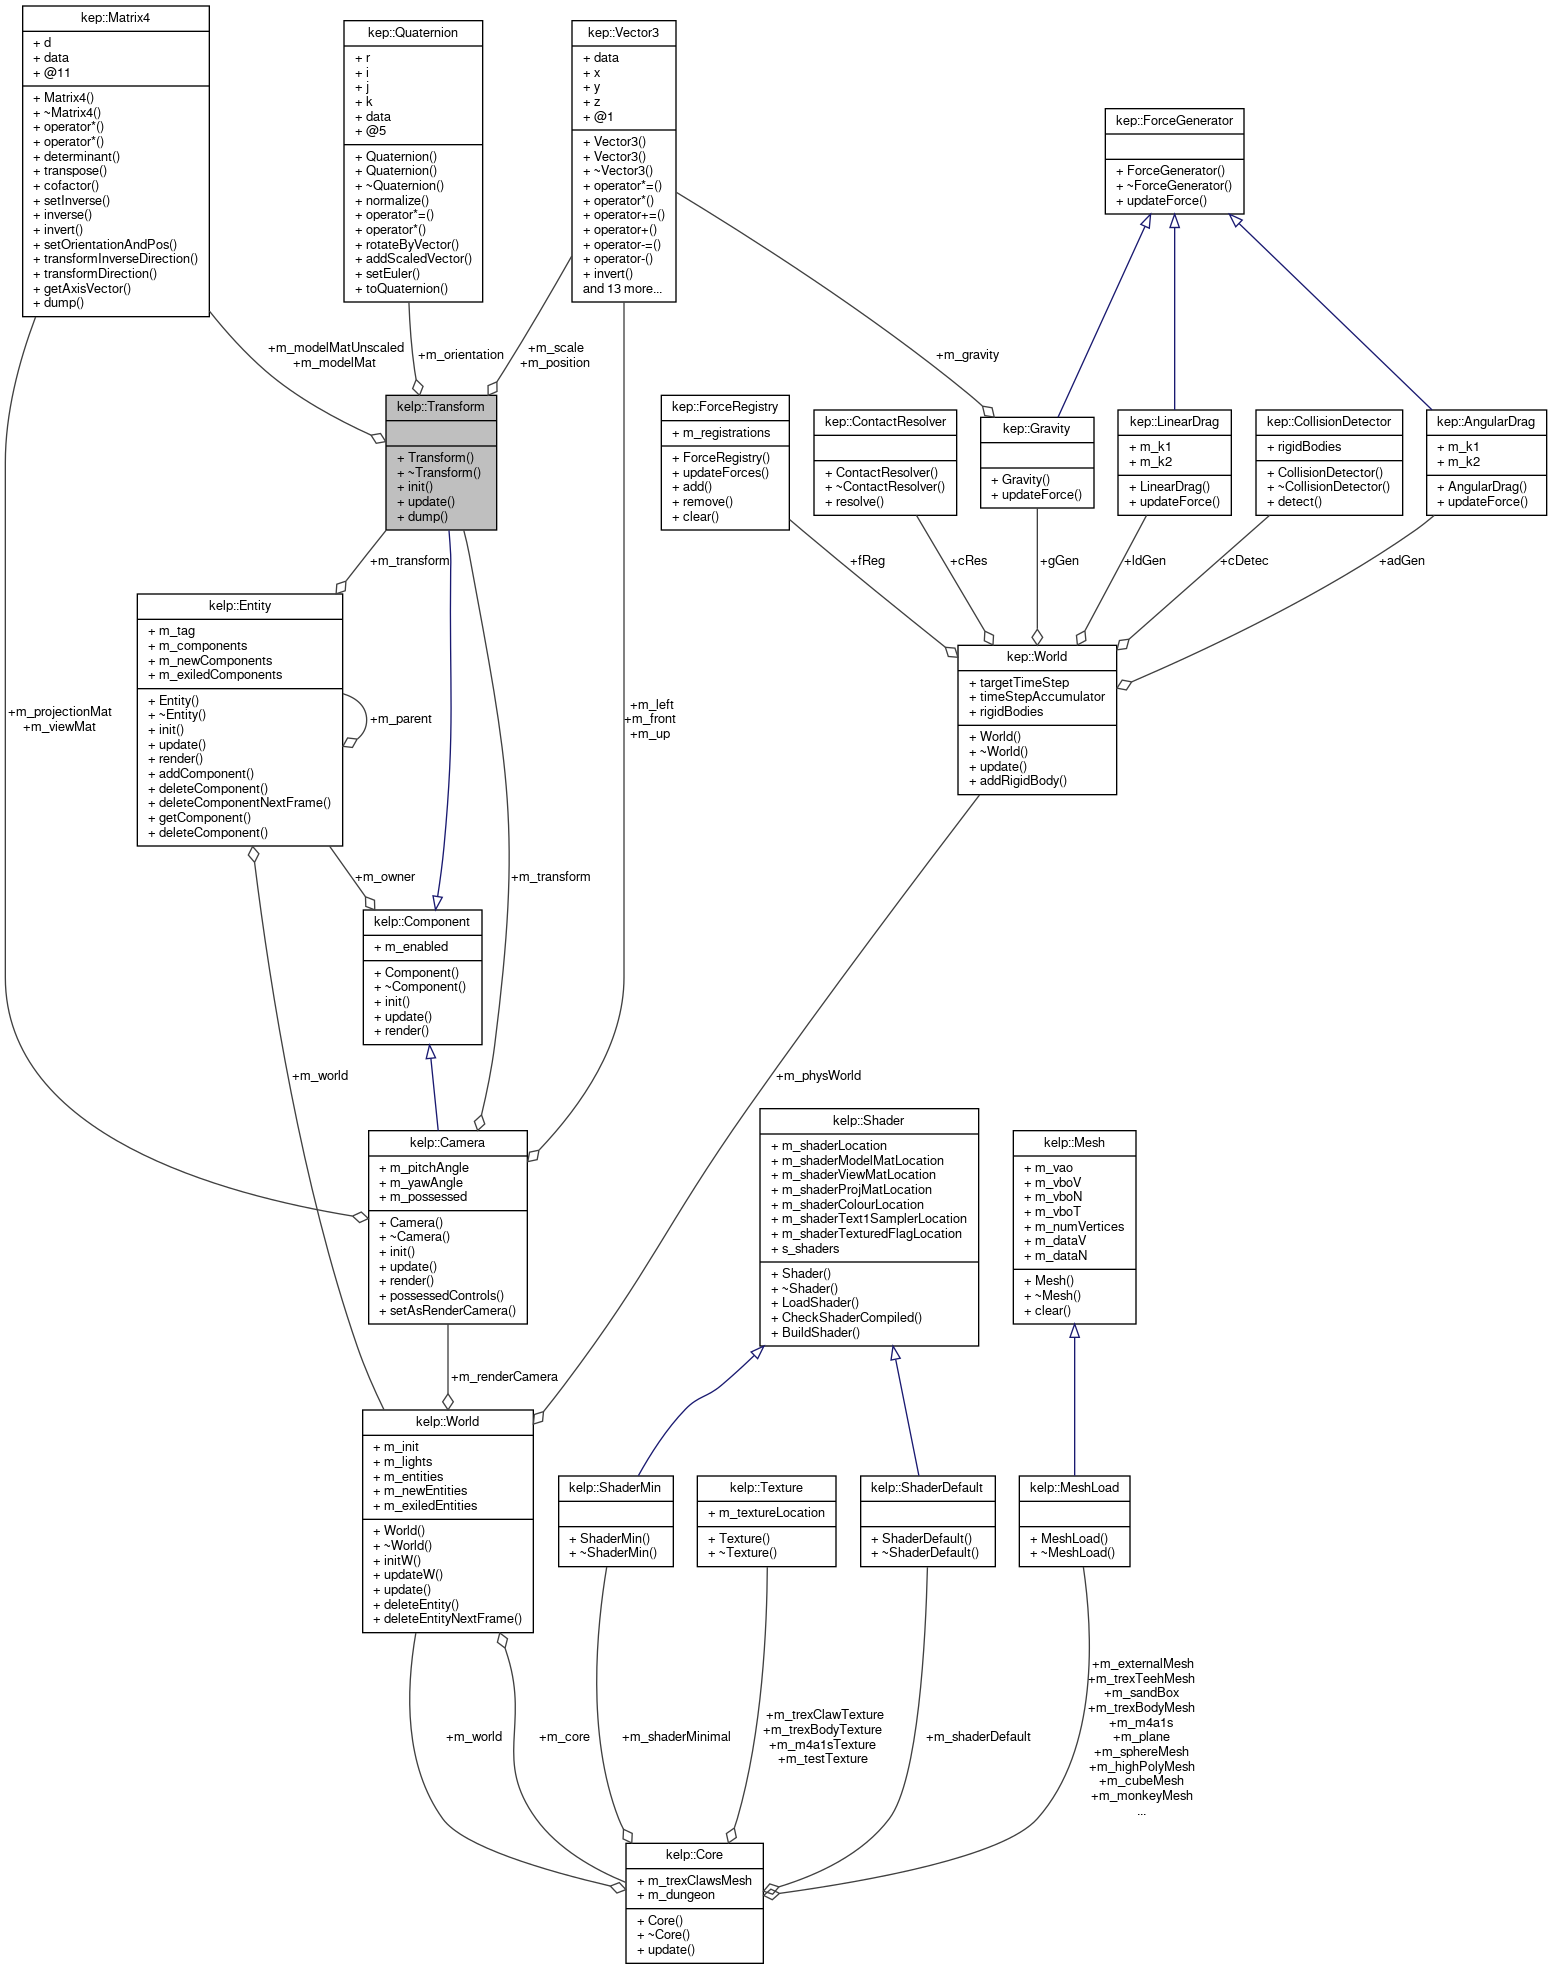 kep::Matrix4
+ d
+ data
+ @11
+ Matrix4()
+ ~Matrix4()
+ operator*()
+ operator*()
+ determinant()
+ transpose()
+ cofactor()
+ setInverse()
+ inverse()
+ invert()
+ setOrientationAndPos()
+ transformInverseDirection()
+ transformDirection()
+ getAxisVector()
+ dump()
kep::Quaternion
+ r
+ i
+ j
+ k
+ data
+ @5
+ Quaternion()
+ Quaternion()
+ ~Quaternion()
+ normalize()
+ operator*=()
+ operator*()
+ rotateByVector()
+ addScaledVector()
+ setEuler()
+ toQuaternion()
kep::Vector3
+ data
+ x
+ y
+ z
+ @1
+ Vector3()
+ Vector3()
+ ~Vector3()
+ operator*=()
+ operator*()
+ operator+=()
+ operator+()
+ operator-=()
+ operator-()
+ invert()
and 13 more...
kep::ForceGenerator
+ ForceGenerator()
+ ~ForceGenerator()
+ updateForce()
+m_modelMatUnscaled
+m_modelMat
+m_orientation
+m_scale
+m_position
+m_gravity
kelp::Transform
+ Transform()
+ ~Transform()
+ init()
+ update()
+ dump()
kep::ForceRegistry
+ m_registrations
+ ForceRegistry()
+ updateForces()
+ add()
+ remove()
+ clear()
kep::ContactResolver
+ ContactResolver()
+ ~ContactResolver()
+ resolve()
kep::Gravity
+ Gravity()
+ updateForce()
kep::LinearDrag
+ m_k1
+ m_k2
+ LinearDrag()
+ updateForce()
kep::CollisionDetector
+ rigidBodies
+ CollisionDetector()
+ ~CollisionDetector()
+ detect()
kep::AngularDrag
+ m_k1
+ m_k2
+ AngularDrag()
+ updateForce()
+m_transform
+fReg
+cRes
+gGen
+ldGen
+cDetec
+adGen
kelp::Entity
+ m_tag
+ m_components
+ m_newComponents
+ m_exiledComponents
+ Entity()
+ ~Entity()
+ init()
+ update()
+ render()
+ addComponent()
+ deleteComponent()
+ deleteComponentNextFrame()
+ getComponent()
+ deleteComponent()
+m_parent
+m_projectionMat
+m_viewMat
+m_left
+m_front
+m_up
kep::World
+ targetTimeStep
+ timeStepAccumulator
+ rigidBodies
+ World()
+ ~World()
+ update()
+ addRigidBody()
+m_owner
+m_transform
kelp::Component
+ m_enabled
+ Component()
+ ~Component()
+ init()
+ update()
+ render()
+m_world
+m_physWorld
kelp::Camera
+ m_pitchAngle
+ m_yawAngle
+ m_possessed
+ Camera()
+ ~Camera()
+ init()
+ update()
+ render()
+ possessedControls()
+ setAsRenderCamera()
kelp::Shader
+ m_shaderLocation
+ m_shaderModelMatLocation
+ m_shaderViewMatLocation
+ m_shaderProjMatLocation
+ m_shaderColourLocation
+ m_shaderText1SamplerLocation
+ m_shaderTexturedFlagLocation
+ s_shaders
+ Shader()
+ ~Shader()
+ LoadShader()
+ CheckShaderCompiled()
+ BuildShader()
kelp::Mesh
+ m_vao
+ m_vboV
+ m_vboN
+ m_vboT
+ m_numVertices
+ m_dataV
+ m_dataN
+ Mesh()
+ ~Mesh()
+ clear()
+m_renderCamera
kelp::World
+ m_init
+ m_lights
+ m_entities
+ m_newEntities
+ m_exiledEntities
+ World()
+ ~World()
+ initW()
+ updateW()
+ update()
+ deleteEntity()
+ deleteEntityNextFrame()
kelp::ShaderMin
+ ShaderMin()
+ ~ShaderMin()
kelp::Texture
+ m_textureLocation
+ Texture()
+ ~Texture()
kelp::ShaderDefault
+ ShaderDefault()
+ ~ShaderDefault()
kelp::MeshLoad
+ MeshLoad()
+ ~MeshLoad()
+m_world
+m_core
+m_shaderMinimal
+m_trexClawTexture
+m_trexBodyTexture
+m_m4a1sTexture
+m_testTexture
+m_shaderDefault
+m_externalMesh
+m_trexTeehMesh
+m_sandBox
+m_trexBodyMesh
+m_m4a1s
+m_plane
+m_sphereMesh
+m_highPolyMesh
+m_cubeMesh
+m_monkeyMesh
...
kelp::Core
+ m_trexClawsMesh
+ m_dungeon
+ Core()
+ ~Core()
+ update()